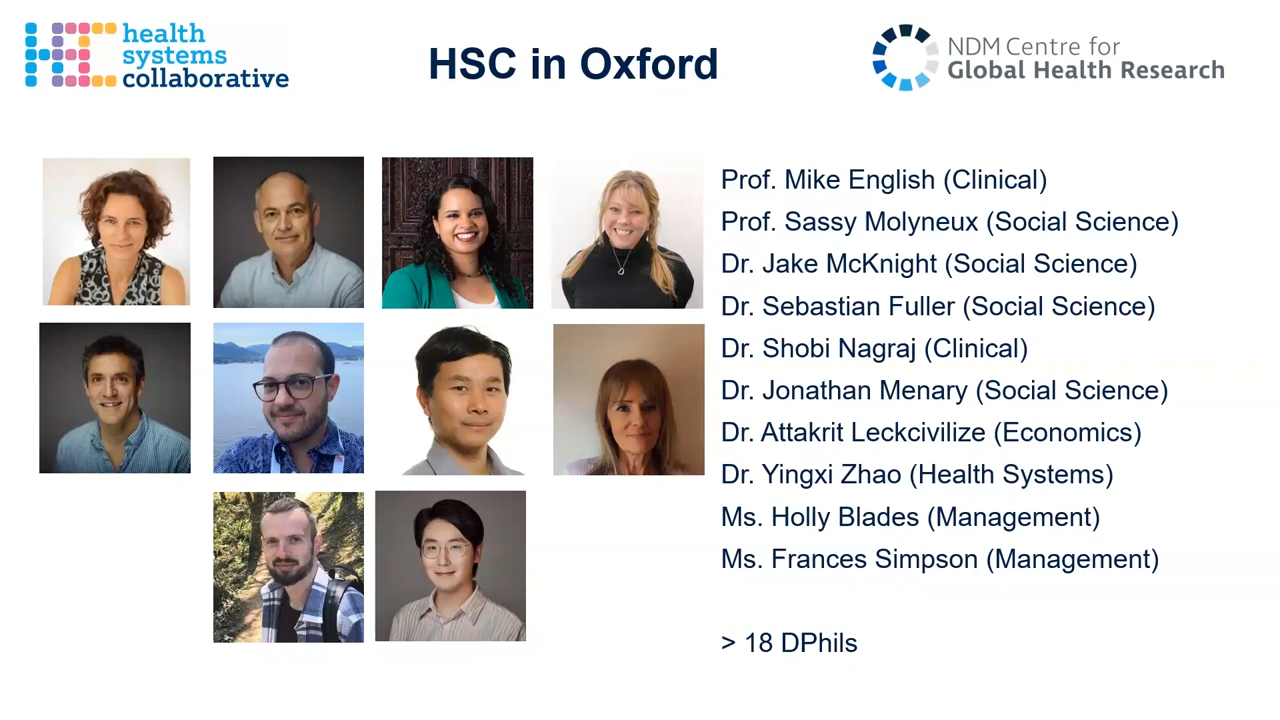 health
systems
collaborative
HSC in Oxford
NDM Centre for
Global Health Research
Prof. Mike English (Clinical)
Prof. Sassy Molyneux (Social Science)
Dr. Jake McKnight (Social Science)
Dr. Sebastian Fuller (Social Science)
Dr. Shobi Nagraj (Clinical)
Dr. Jonathan Menary (Social Science)
Dr. Attakrit Leckcivilize (Economics)
Dr. Yingxi Zhao (Health Systems)
Ms. Holly Blades (Management)
Ms. Frances Simpson (Management)
> 18 DPhils